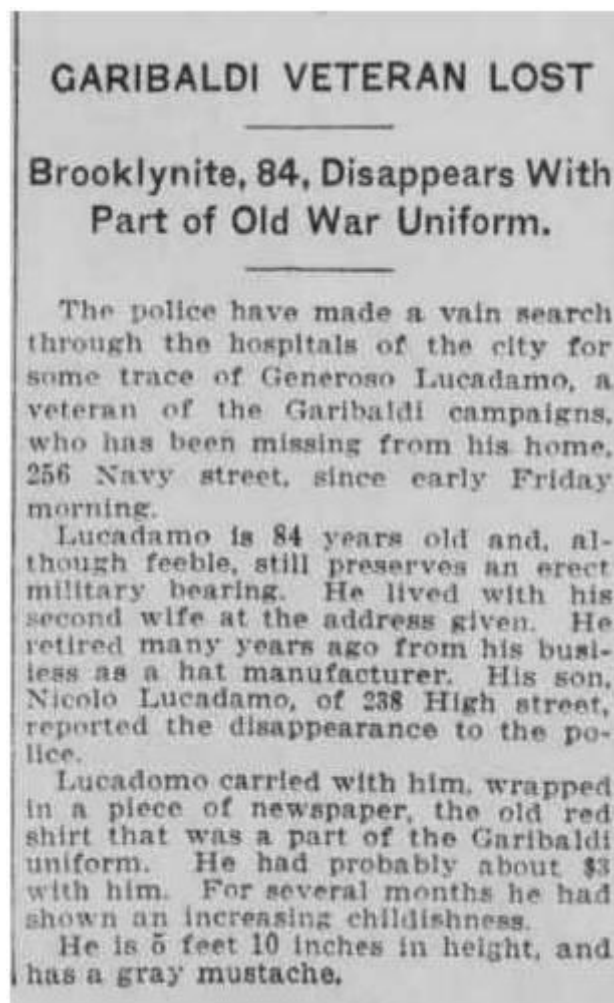 GARIBALDI VETERAN LOST
Brooklynite, 84, Disappears With
Part of Old War Uniform.
The police have made a vain search
through the hospitals of the city for
some trace of Generoso Lucadamo, a
veteran of the Garibaldi campaigns,
who has been missing from his home,
256 Navy street, since early Friday
morning.
Lucadamo is 84 years old and, al-
though feeble, still preserves an erect
military bearing. He lived with his
second wife at the address given. He
retired many years ago from his busi-
ness as a hat manufacturer. His son,
Nicolo Lucadamo, of 238 High street,
reported the disappearance to the po-
lice.
Lucadomo carried with him, wrapped
in a piece of newspaper, the old red
shirt that was a part of the Garibaldi
uniform. He had probably about $3
with him. For several months he had
shown an increasing childishness.
He is 5 feet 10 inches in height, and
has a gray mustache.